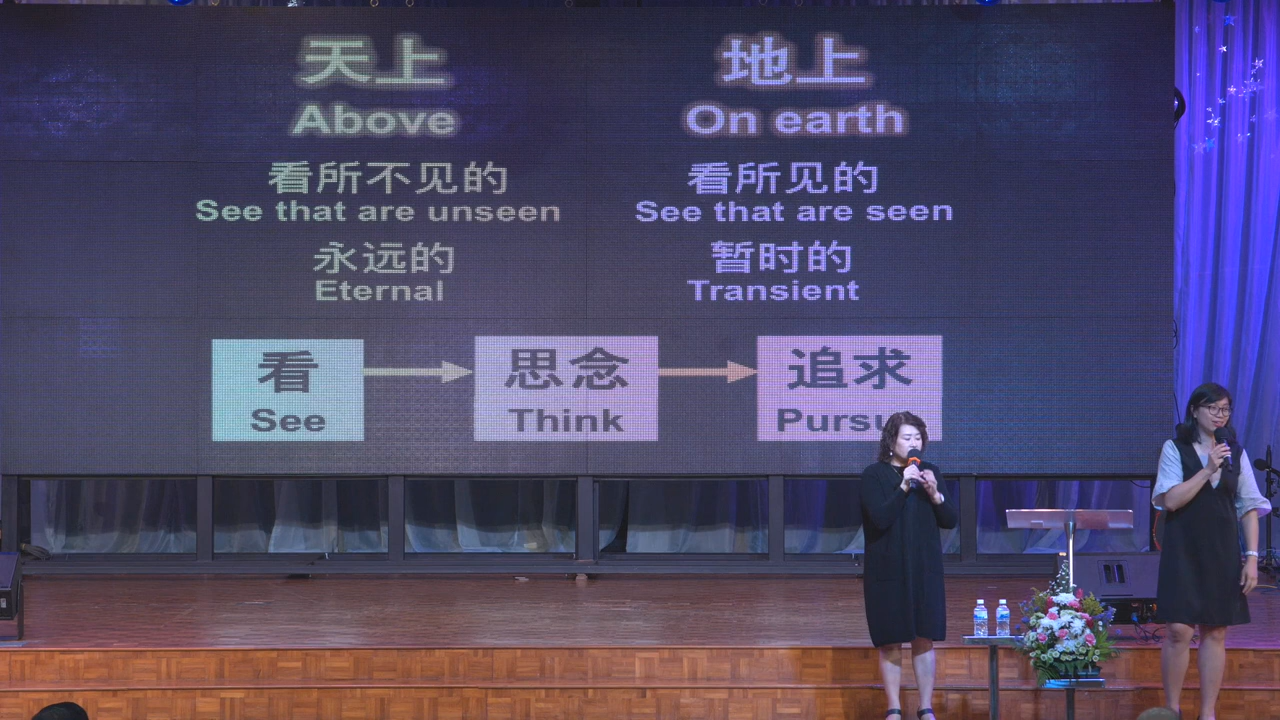 天上
Above
看所不见的
See that are unseen
永远的
Eternal
地上
On earth
看所见的
See that are seen
暂时的
Transient
看
See
思念
Think
追求